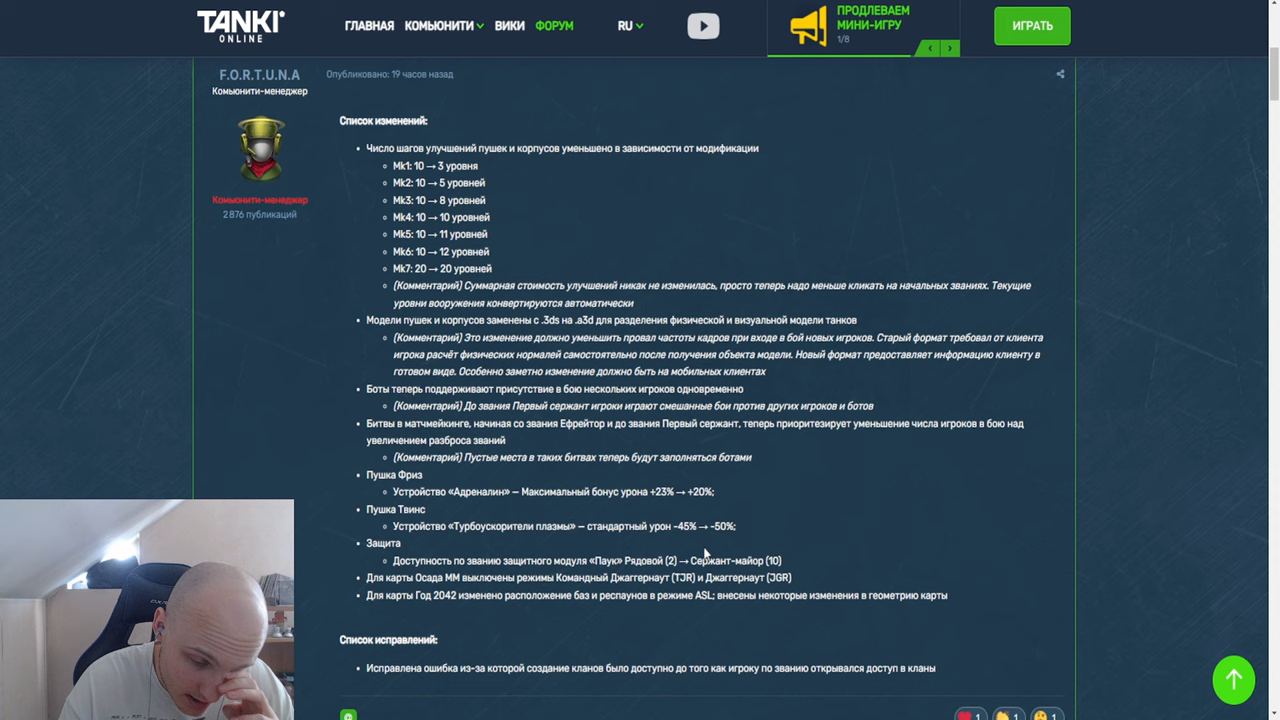 TANKI
ONLINE
ГЛАВНАЯ
КОМЬЮНИТИ
ВИКИ
ФОРУМ
RU
ПРОДЛЕВАЕМ
МИНИ-ИГРУ
1/8
ИГРАТЬ
F.O.R.T.U.N.A
Комьюнити-менеджер
Комьюнити-менеджер
2 876 публикаций
Опубликовано: 19 часов назад
Список изменений:
Число шагов улучшений пушек и корпусов уменьшено в зависимости от модификации
Mk1: 10 → 3 уровня
Mk2: 10 → 5 уровней
Mk3: 10 → 8 уровней
Mk4: 10 → 10 уровней
Mk5: 10 → 11 уровней
Mk6: 10 → 12 уровней
Mk7: 20 → 20 уровней
(Комментарий) Суммарная стоимость улучшений никак не изменилась, просто теперь надо меньше кликать на начальных званиях. Текущие
уровни вооружения конвертируются автоматически
Модели пушек и корпусов заменены с .3ds на .a3d для разделения физической и визуальной модели танков
(Комментарий) Это изменение должно уменьшить провал частоты кадров при входе в бой новых игроков. Старый формат требовал от клиента
игрока расчёт физических нормалей самостоятельно после получения объекта модели. Новый формат предоставляет информацию клиенту в
готовом виде. Особенно заметно изменение должно быть на мобильных клиентах
Боты теперь поддерживают присутствие в бою нескольких игроков одновременно
(Комментарий) До звания Первый сержант игроки играют смешанные бои против других игроков и ботов
Битвы в матчмейкинге, начиная со звания Ефрейтор и до звания Первый сержант, теперь приоритезирует уменьшение числа игроков в бою над
увеличением разброса званий
(Комментарий) Пустые места в таких битвах теперь будут заполняться ботами
Пушка Фриз
Устройство «Адреналин» — Максимальный бонус урона +23% → +20%;
Пушка Твинс
Устройство «Турбоускорители плазмы» — стандартный урон -45% → -50%;
Защита
Доступность по званию защитного модуля «Паук» Рядовой (2) → Сержант-майор (10)
Для карты Осада ММ выключены режимы Командный Джаггернаут (TJR) и Джаггернаут (JGR)
Для карты Год 2042 изменено расположение баз и респаунов в режиме ASL; внесены некоторые изменения в геометрию карты
Список исправлений:
Исправлена ошибка из-за которой создание кланов было доступно до того как игроку по званию открывался доступ в кланы
1
1
1